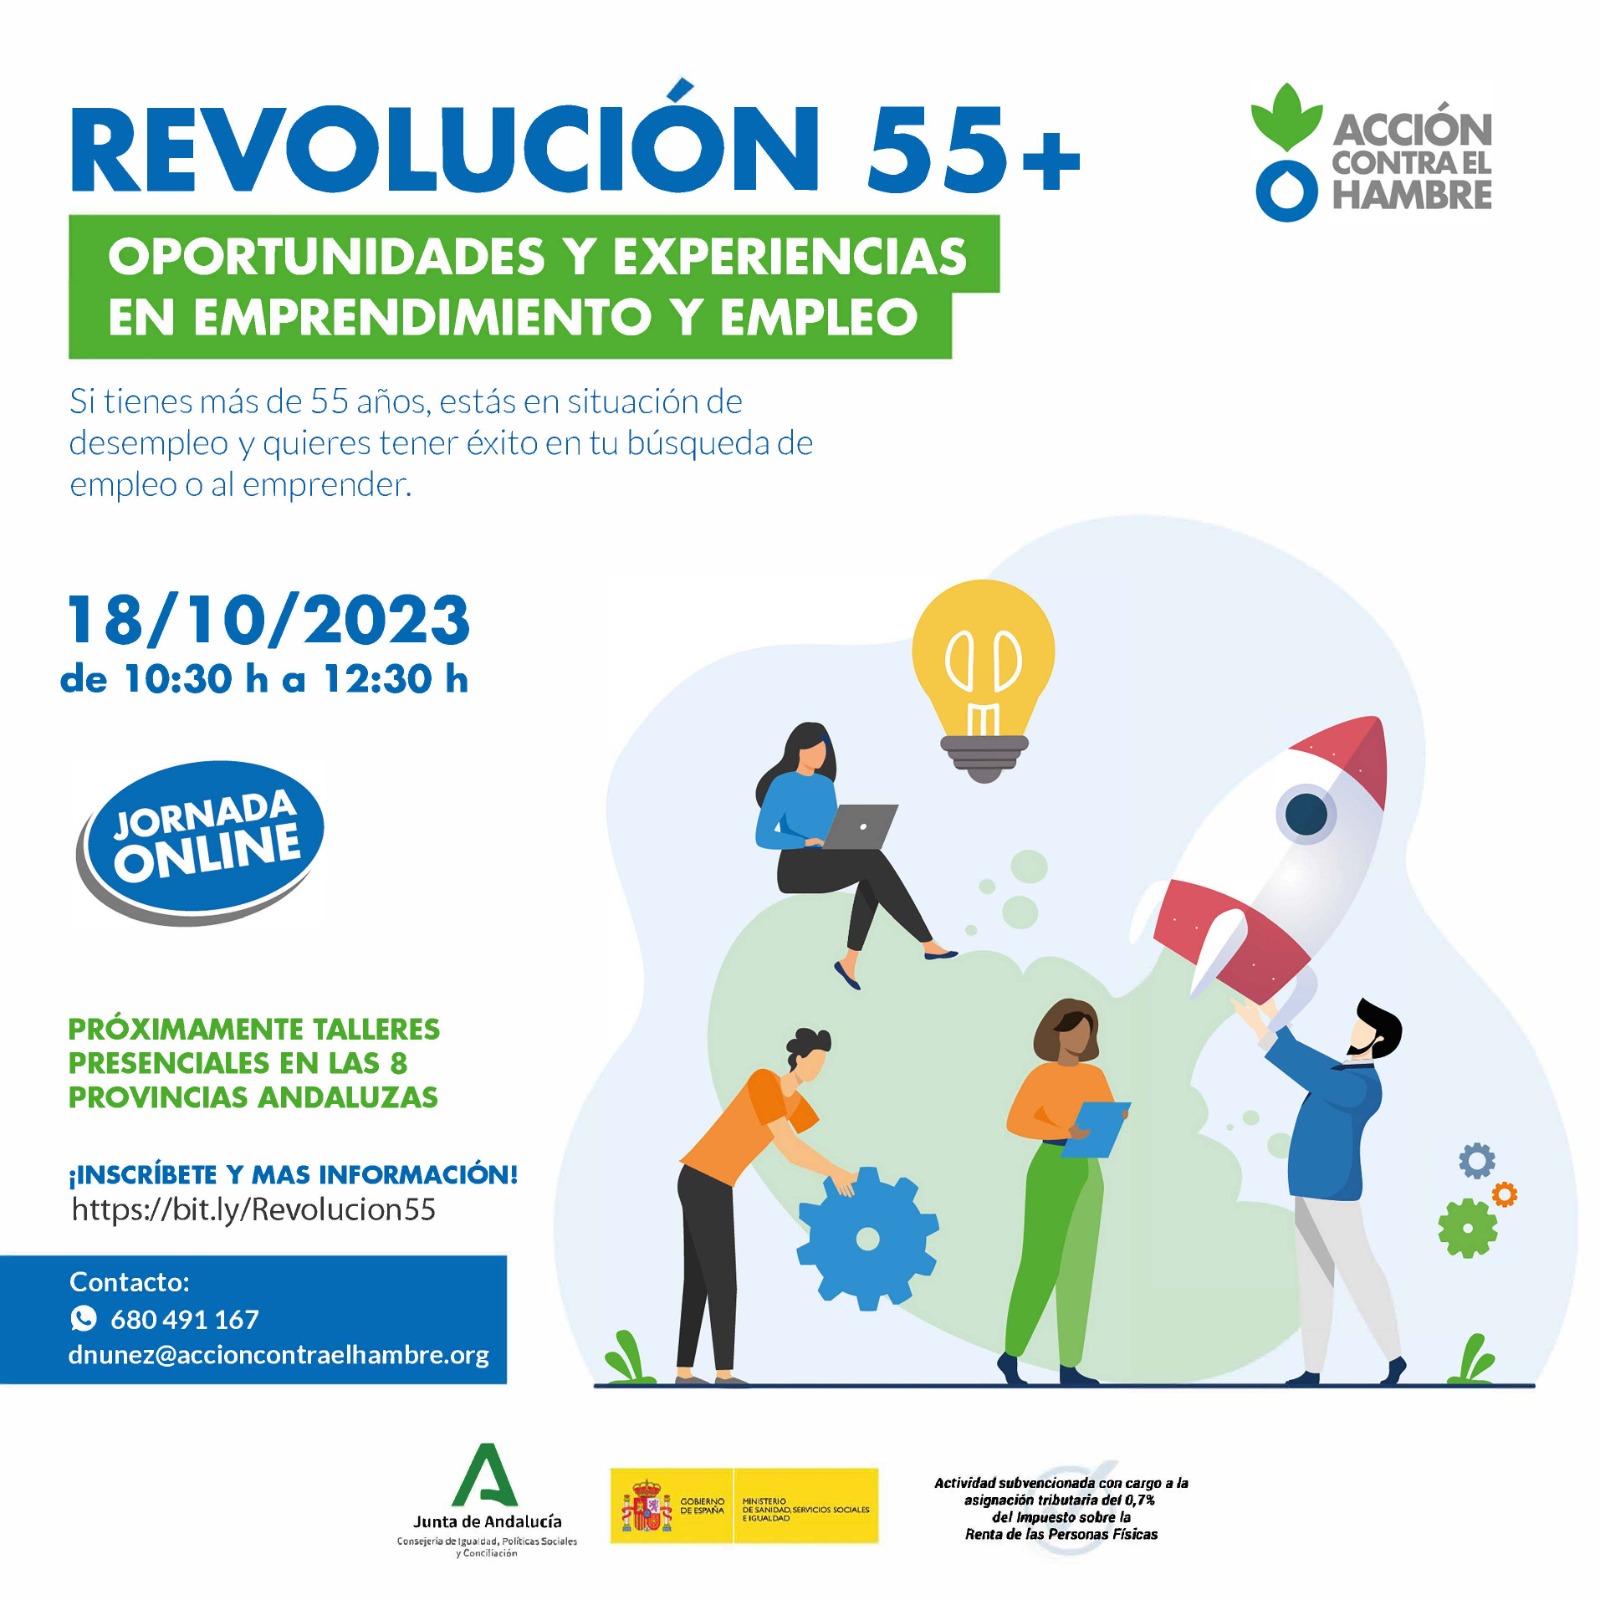 REVOLUCIÓN 55+
ACCIÓN
CONTRA EL
HAMBRE
OPORTUNIDADES Y EXPERIENCIAS
EN EMPRENDIMIENTO Y EMPLEO
Si tienes más de 55 años, estás en situación de
desempleo y quieres tener éxito en tu búsqueda de
empleo o al emprender.
18/10/2023
de 10:30 h a 12:30 h
JORNADA
ONLINE
PRÓXIMAMENTE TALLERES
PRESENCIALES EN LAS 8
PROVINCIAS ANDALUZAS
¡INSCRÍBETE Y MAS INFORMACIÓN!
https://bit.ly/Revolucion55
Contacto:
680 491 167
dnunez@accioncontraelhambre.org
Junta de Andalucía
Consejería de Igualdad, Políticas Sociales
y Conciliación
GOBIERNO
DE ESPAÑA
MINISTERIO
DE SANIDAD, SERVICIOS SOCIALES
E IGUALDAD
Actividad subvencionada con cargo a la
asignación tributaria del 0,7%
del Impuesto sobre la
Renta de las Personas Físicas